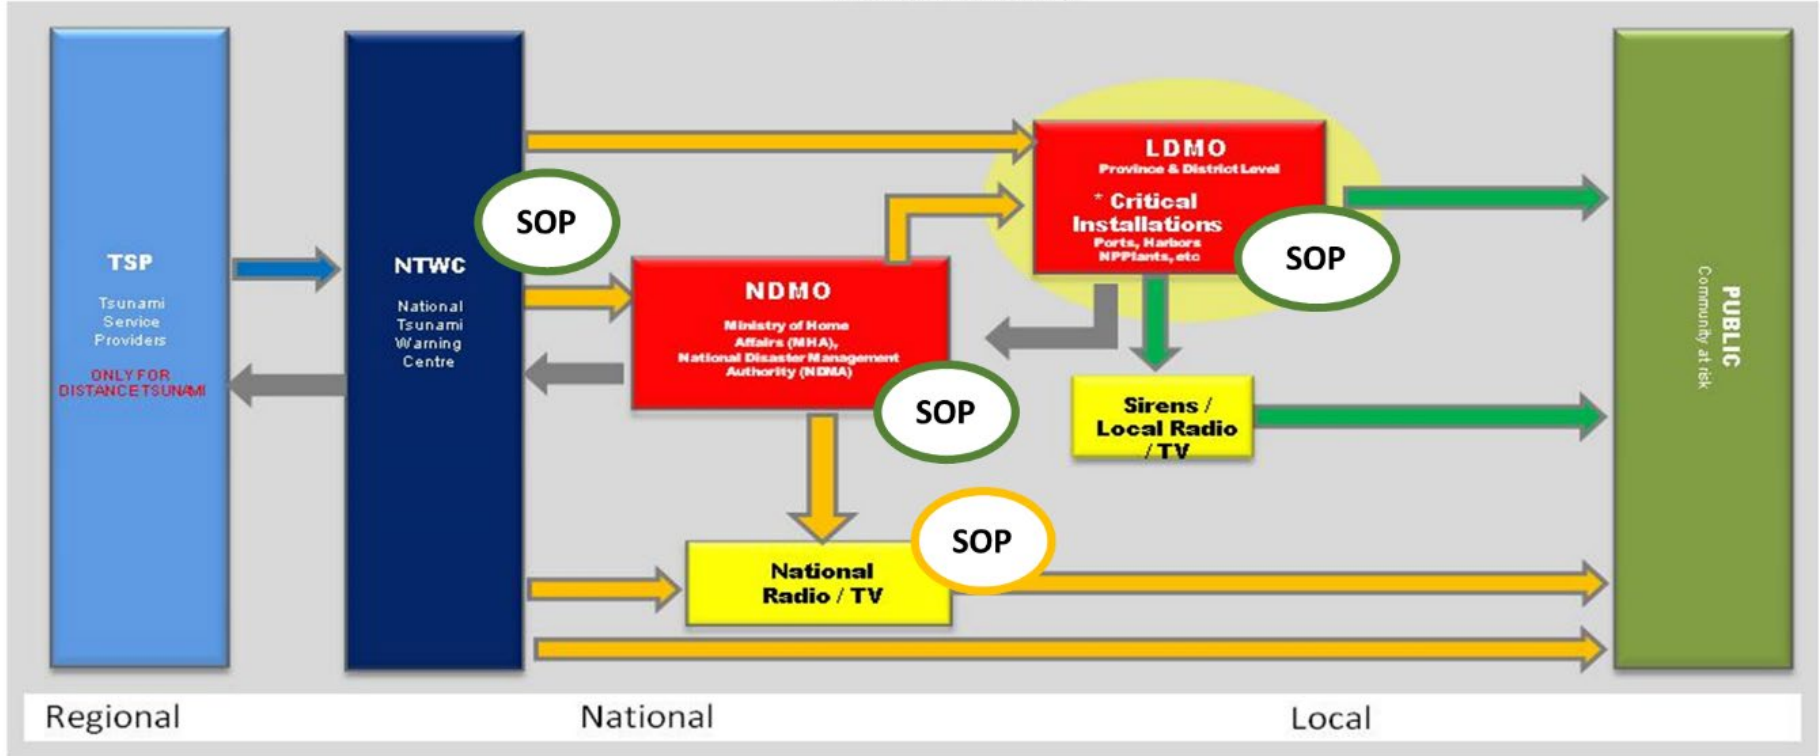 TSP
Tsunami
Service
Providers
ONLY FOR
DISTANCE TSUNAMI
NTWC
National
Tsunami
Warning
Centre
SOP
NDMO
Ministry of Home
Affairs (MHA),
National Disaster Management
Authority (NDMA)
SOP
LDMO
Province & District Level
* Critical
Installations
Ports, Harbors
NPPlants, etc
SOP
Sirens /
Local Radio
/ TV
National
Radio / TV
SOP
PUBLIC
Community at risk
Regional
National
Local